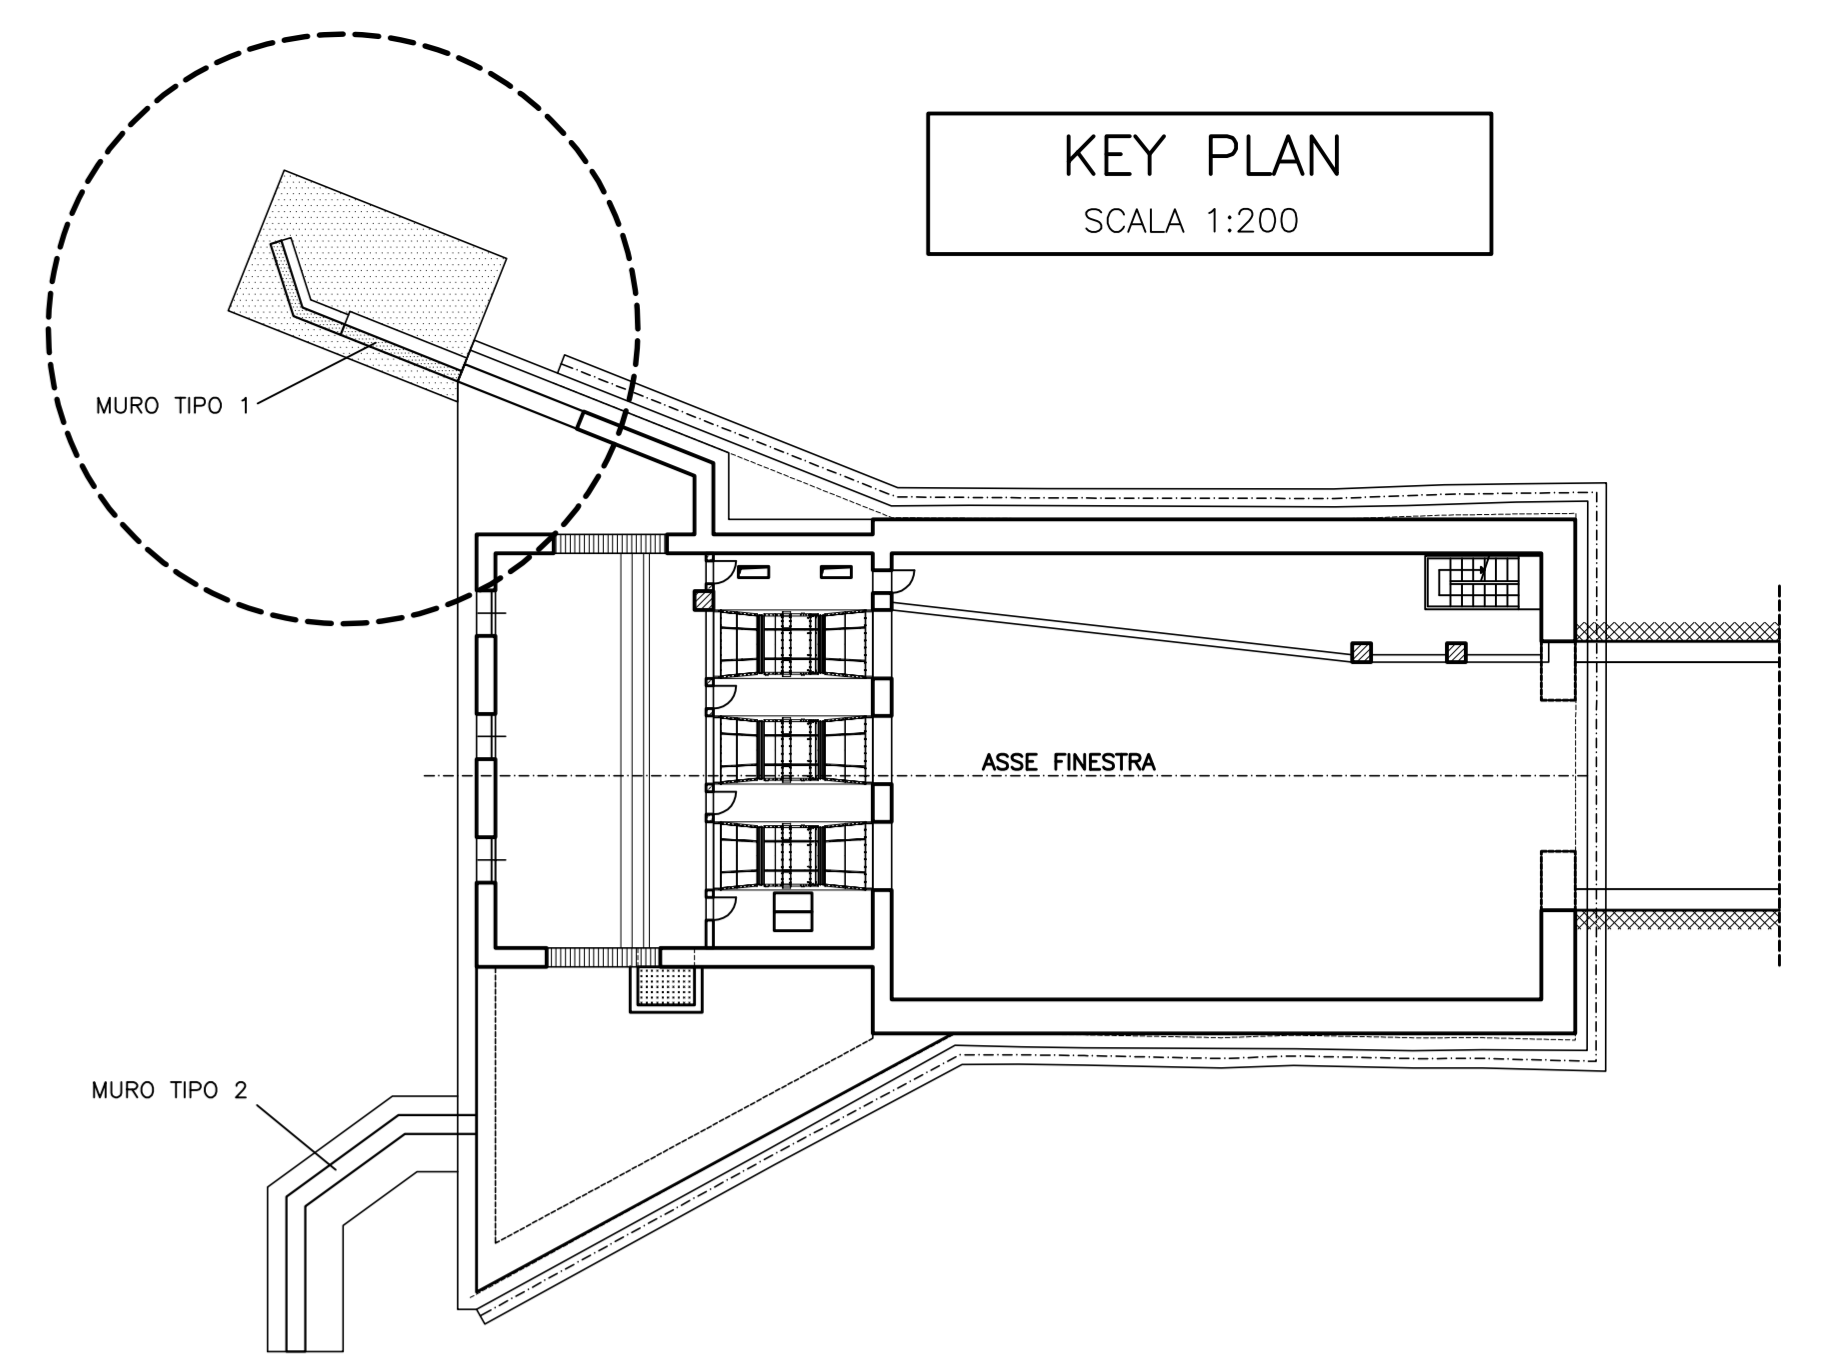 KEY PLAN
SCALA 1:200
MURO TIPO 1
ASSE FINESTRA
MURO TIPO 2